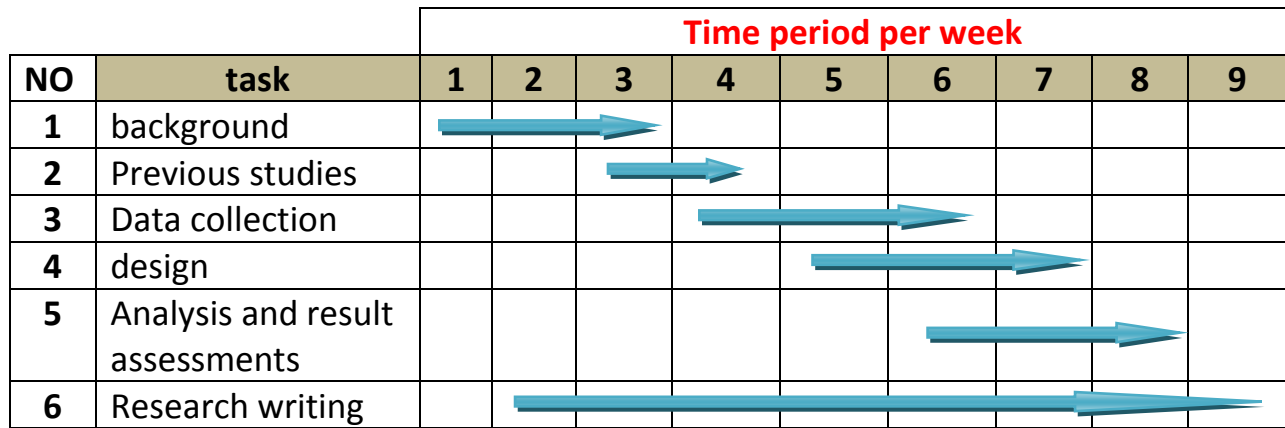 Time period per week
NO task 1 2 3 4 5 6 7 8 9
1 background
2 Previous studies
3 Data collection
4 design
5 Analysis and result
assessments
6 Research writing